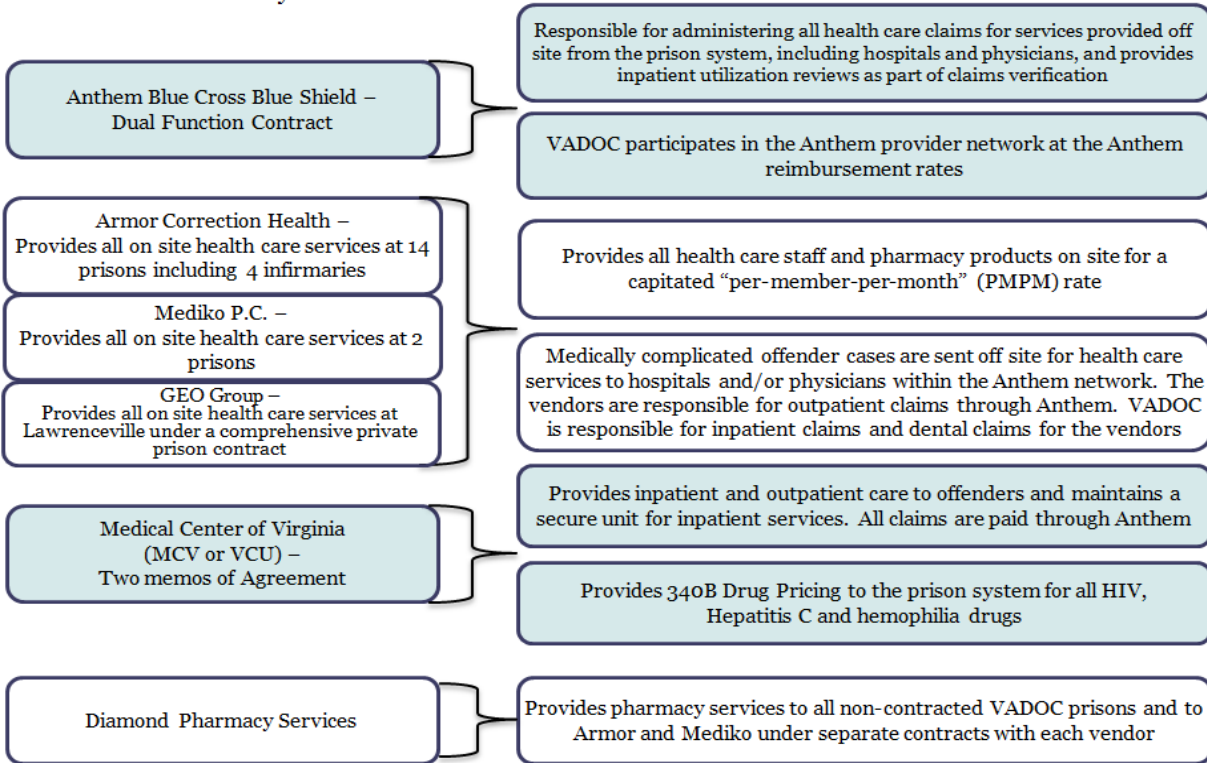 Responsible for administering all health care claims for services provided off
site from the prison system, including hospitals and physicians, and provides
inpatient utilization reviews as part of claims verification
Anthem Blue Cross Blue Shield –
Dual Function Contract
VADOC participates in the Anthem provider network at the Anthem
reimbursement rates
Armor Correction Health –
Provides all on site health care services at 14
prisons including 4 infirmaries
Mediko P.C. –
Provides all on site health care services at 2
prisons
GEO Group –
Provides all on site health care services at
Lawrenceville under a comprehensive private
prison contract
Provides all health care staff and pharmacy products on site for a
capitated “per-member-per-month” (PMPM) rate
Medically complicated offender cases are sent off site for health care
services to hospitals and/or physicians within the Anthem network. The
vendors are responsible for outpatient claims through Anthem. VADOC
is responsible for inpatient claims and dental claims for the vendors
Medical Center of Virginia
(MCV or VCU) –
Two memos of Agreement
Provides inpatient and outpatient care to offenders and maintains a
secure unit for inpatient services. All claims are paid through Anthem
Provides 340B Drug Pricing to the prison system for all HIV,
Hepatitis C and hemophilia drugs
Diamond Pharmacy Services
Provides pharmacy services to all non-contracted VADOC prisons and to
Armor and Mediko under separate contracts with each vendor